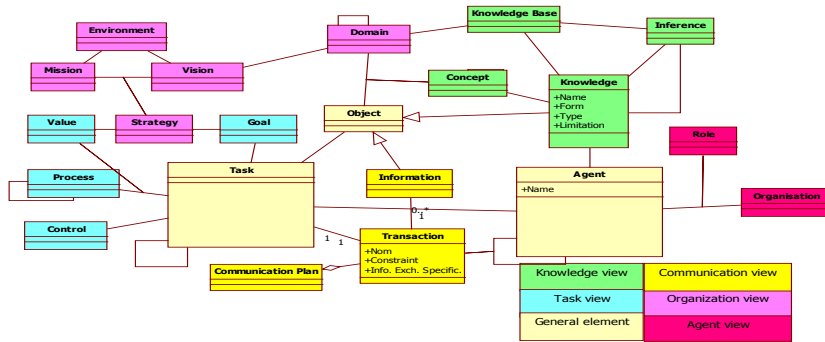 Knowledge Base
Environment
Domain
Inference
Mission
Vision
Concept
Knowledge
+Name
+Form
+Type
+Limitation
Object
Value
Strategy
Goal
Role
Task
Process
Information
Agent
+Name
Organisation
0..*
1
Control
1
1
Transaction
+Nom
+Constraint
+Info. Exch. Specific.
Communication Plan
Knowledge view
Communication view
Task view
Organization view
General element
Agent view